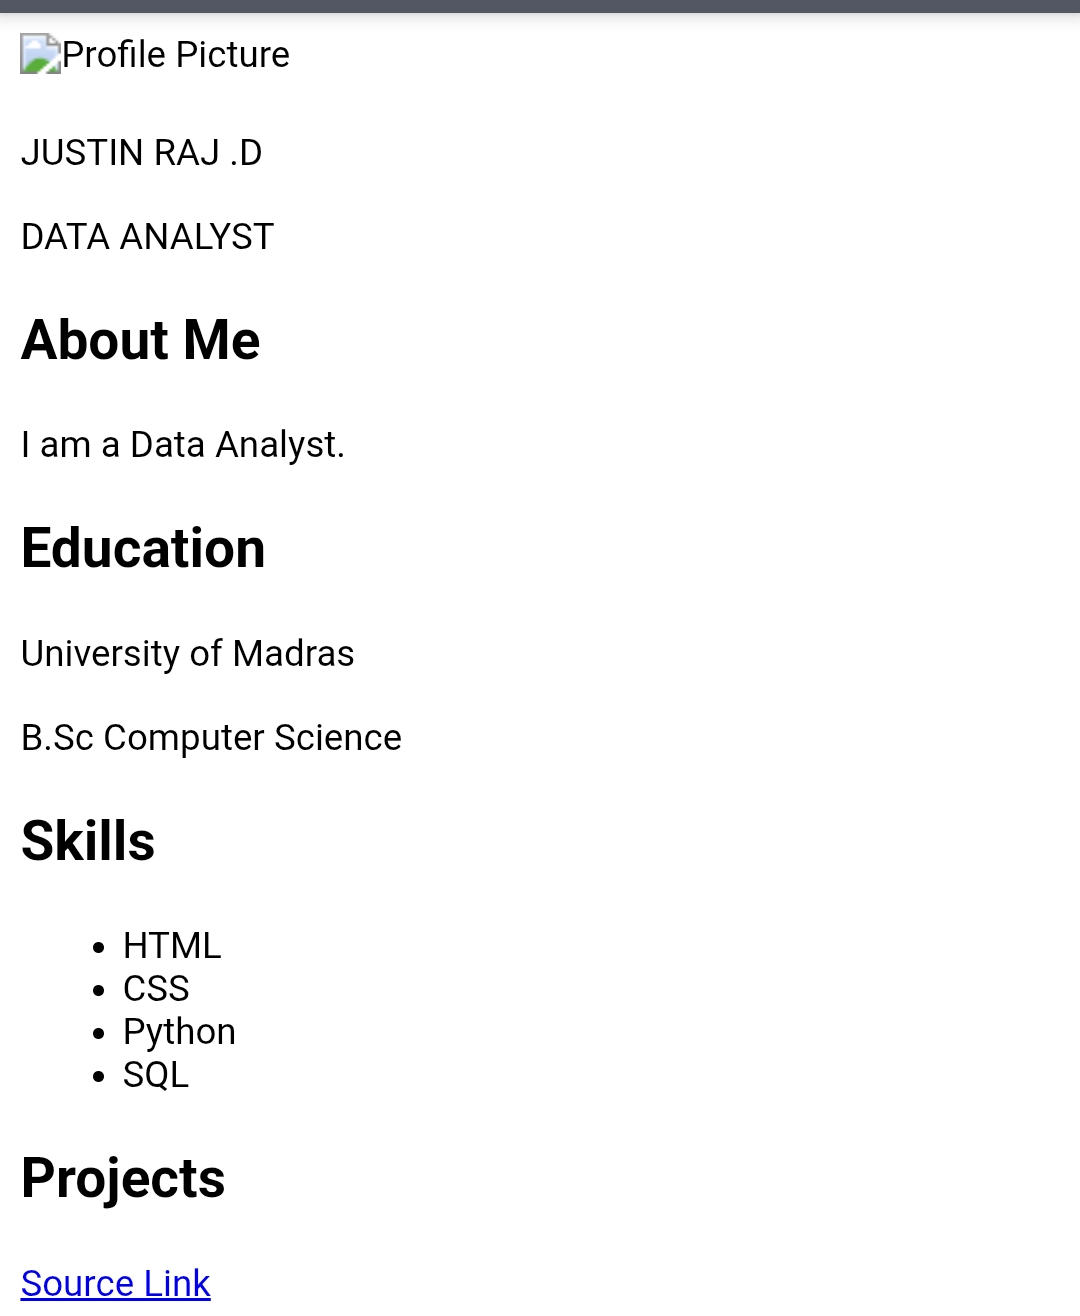 Profile Picture
JUSTIN RAJ .D
DATA ANALYST
About Me
I am a Data Analyst.
Education
University of Madras
B.Sc Computer Science
Skills
HTML
CSS
Python
SQL
Projects
Source Link